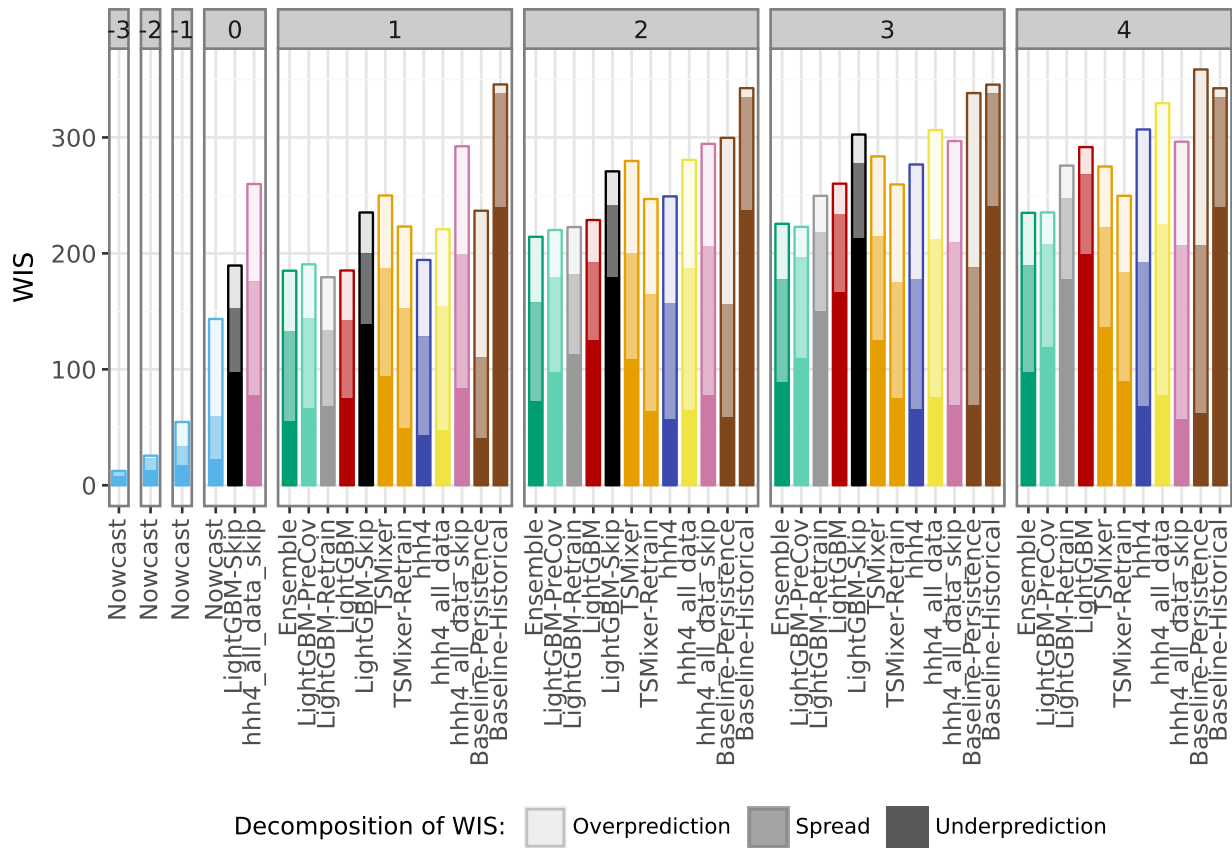 -3 -2 -1 0 1 2 3 4
WIS
300
200
100
0
Nowcast
Nowcast
Nowcast
Nowcast
LightGBM-Skip
hhh4_all_data_skip
Ensemble
LightGBM-PreCov
LightGBM-Retrain
LightGBM
LightGBM-Skip
TSMixer
TSMixer-Retrain
hhh4
hhh4_all_data
hhh4_all_data_skip
Baseline-Persistence
Baseline-Historical
Ensemble
LightGBM-PreCov
LightGBM-Retrain
LightGBM
LightGBM-Skip
TSMixer
TSMixer-Retrain
hhh4
hhh4_all_data
hhh4_all_data_skip
Baseline-Persistence
Baseline-Historical
Ensemble
LightGBM-PreCov
LightGBM-Retrain
LightGBM
LightGBM-Skip
TSMixer
TSMixer-Retrain
hhh4
hhh4_all_data
hhh4_all_data_skip
Baseline-Persistence
Baseline-Historical
Ensemble
LightGBM-PreCov
LightGBM-Retrain
LightGBM
TSMixer
TSMixer-Retrain
hhh4
hhh4_all_data
hhh4_all_data_skip
Baseline-Persistence
Baseline-Historical
Decomposition of WIS: Overprediction Spread Underprediction